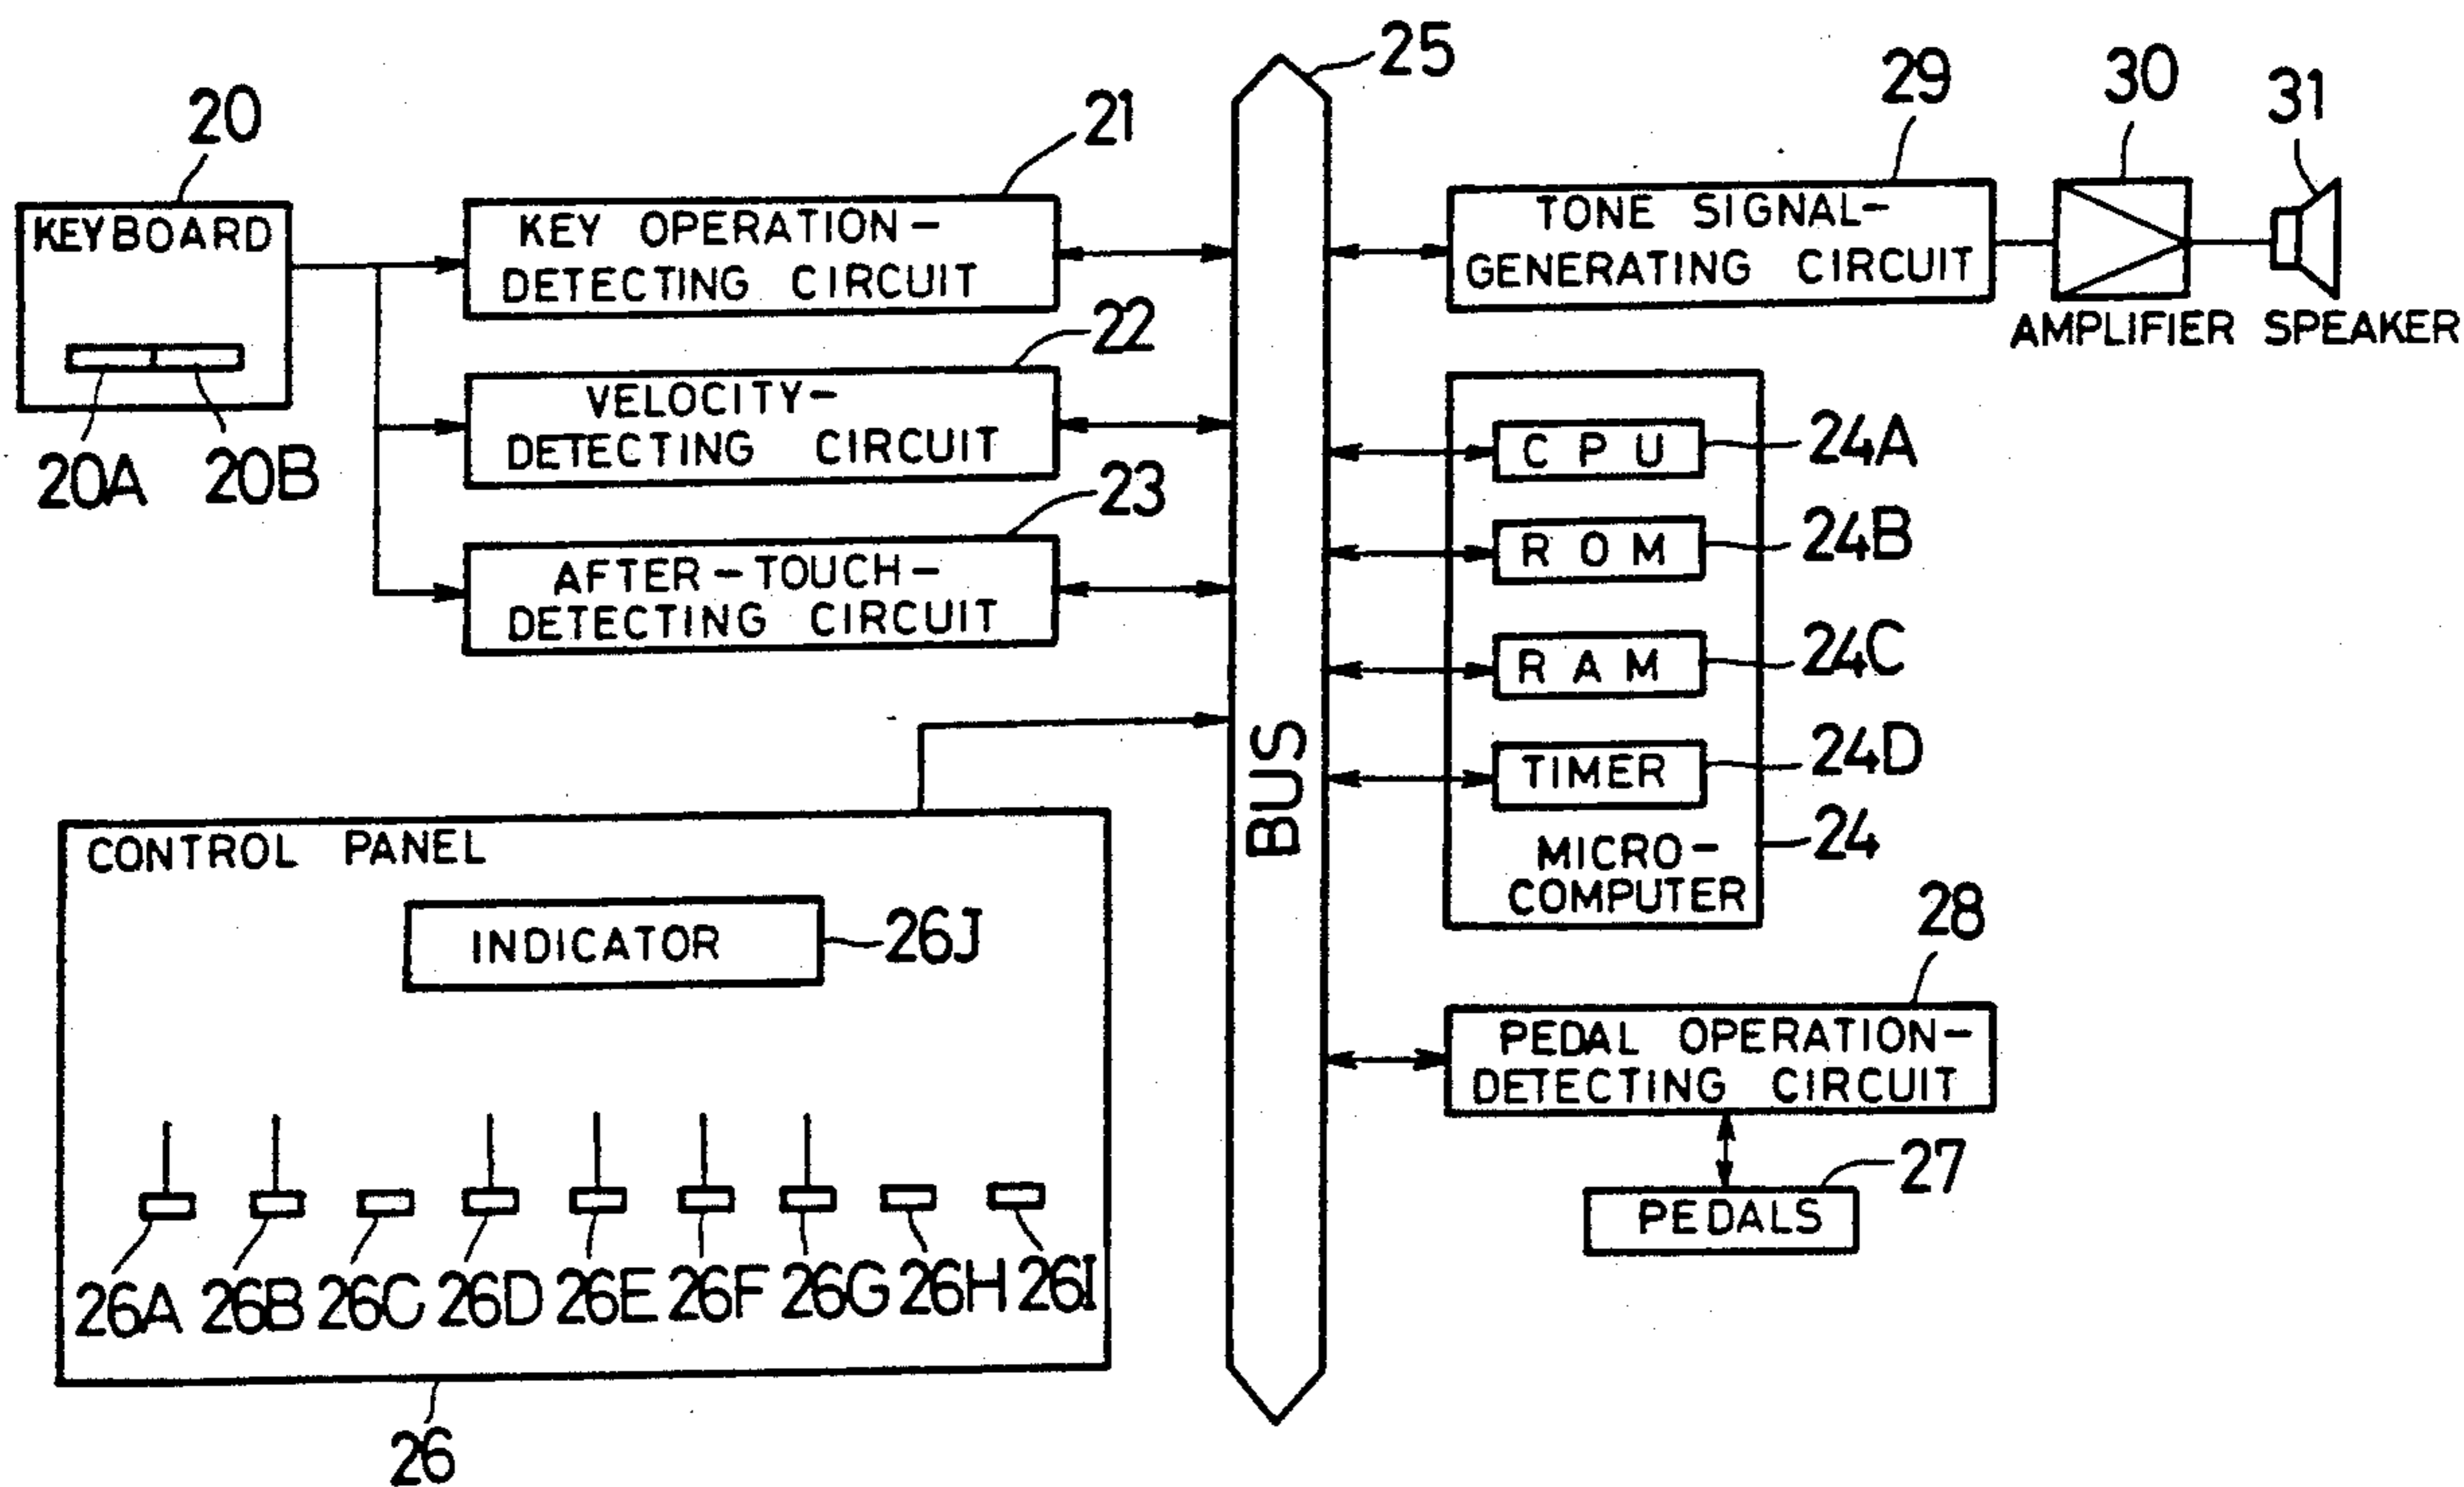 25
29
30
31
20
21
KEYBOARD
KEY OPERATION-
DETECTING CIRCUIT
TONE SIGNAL-
GENERATING CIRCUIT
AMPLIFIER SPEAKER
22
VELOCITY-
DETECTING CIRCUIT
20A 20B
23
AFTER-TOUCH-
DETECTING CIRCUIT
CPU 24A
ROM 24B
RAM 24C
TIMER 24D
MICRO-
COMPUTER
24
BUS
CONTROL PANEL
INDICATOR 26J
28
PEDAL OPERATION-
DETECTING CIRCUIT
27
PEDALS
26A 26B 26C 26D 26E 26F 26G 26H 26I
26